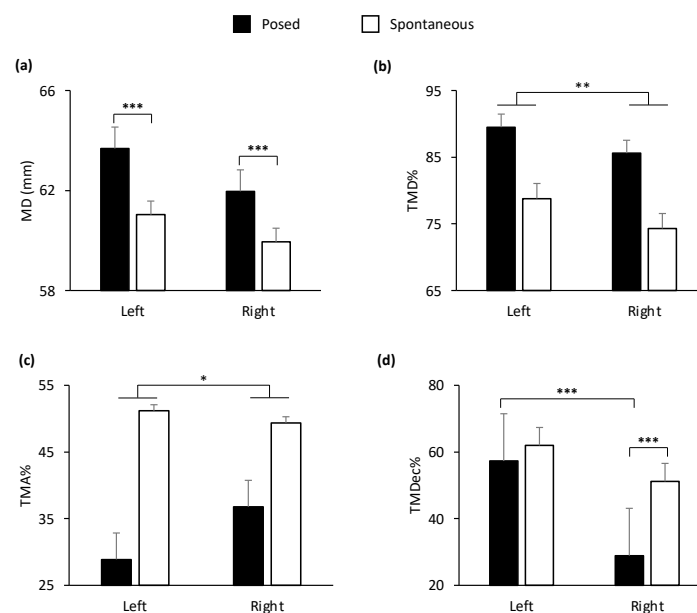 Posed Spontaneous
(a)
MD (mm)
66
62
58
***
***
Left Right
(b)
TMD%
95
85
75
65
**
Left Right
(c)
TMA%
55
45
35
25
*
Left Right
(d)
TMDec%
80
60
40
20
***
***
Left Right